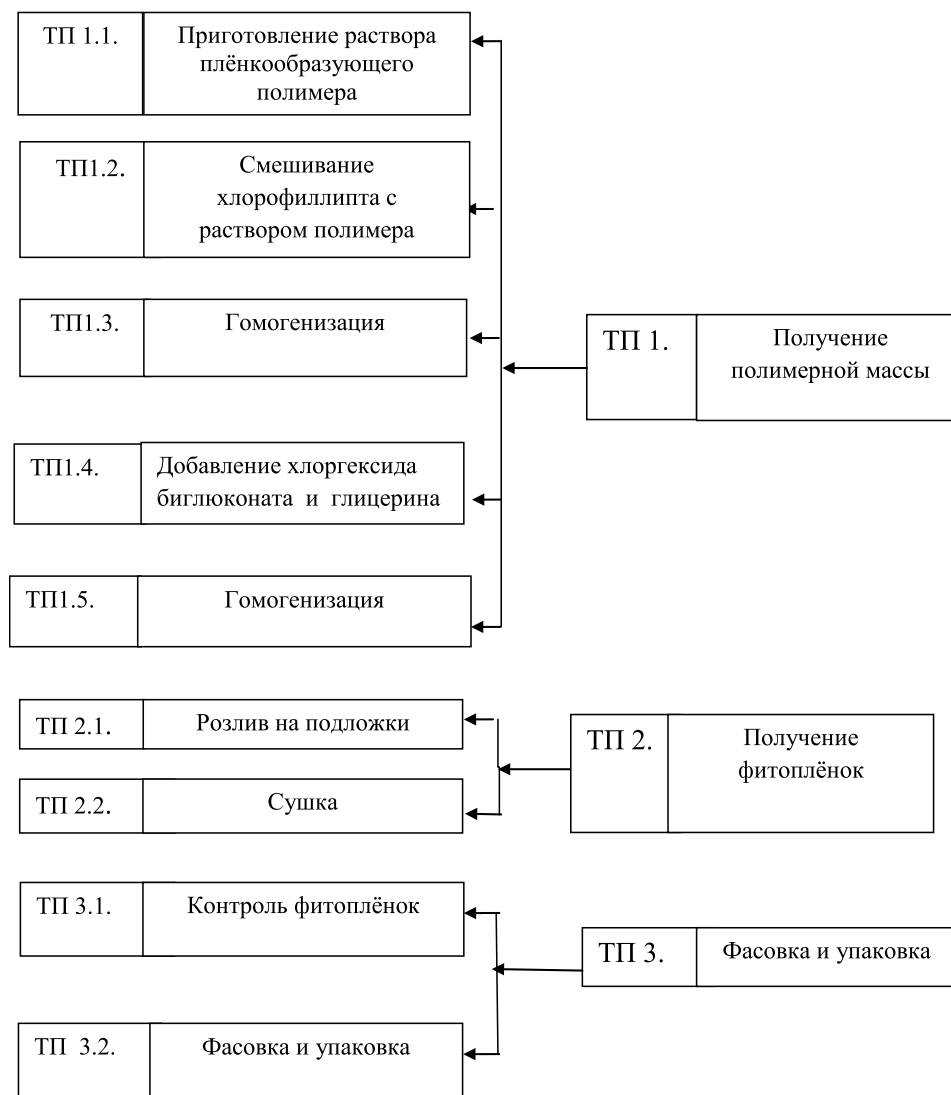 ТП 1.1.
Приготовление раствора
плёнкообразующего
полимера
ТП1.2.
Смешивание
хлорофиллипта с
раствором полимера
ТП1.3.
Гомогенизация
ТП 1.
Получение
полимерной массы
ТП1.4.
Добавление хлоргексида
биглюконата и глицерина
ТП1.5.
Гомогенизация
ТП 2.1.
Розлив на подложки
ТП 2.
Получение
фитоплёнок
ТП 2.2.
Сушка
ТП 3.1.
Контроль фитоплёнок
ТП 3.
Фасовка и упаковка
ТП 3.2.
Фасовка и упаковка